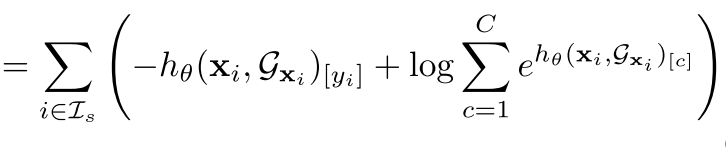 $= \sum_{i \in \mathcal{I}_s} \left( -h_\theta(\mathbf{x}_i, \mathcal{G}_{\mathbf{x}_i})_{[y_i]} + \log \sum_{c=1}^{C} e^{h_\theta(\mathbf{x}_i, \mathcal{G}_{\mathbf{x}_i})_{[c]}} \right)$